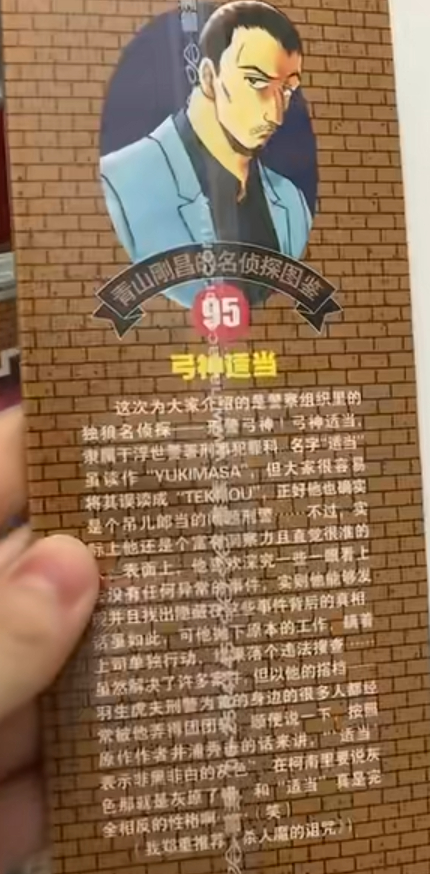 青山刚昌的名侦探图鉴
95
弓神适当
这次为大家介绍的是警察组织里的
独狼名侦探——刑警弓神!弓神适当,
隶属于浮世警署刑事犯罪科。名字“适当”
虽读作“YUKIMASA”,但大家很容易
将其误读成“TEKITOU”,正好他也确实
是个吊儿郎当的问题刑警……不过,实
际上他还是个富有洞察力且直觉很准的
表面上,他喜欢深究一些一眼看上
去没有任何异常的事件,实则他能够发
现并且找出隐藏在这些事件背后的真相
话虽如此,可他抛下原本的工作,瞒着
上司单独行动,结果落个违法搜查……
虽然解决了许多案件,但以他的搭档——
羽生虎夫刑警为首的身边的很多人都经
常被他弄得团团转。顺便说一下,按照
原作作者井浦秀夫的话来讲,“‘适当’
表示非黑非白的灰色”,在柯南里要说灰
色那就是灰原了吧,和“适当”真是完
全相反的性格啊……(笑)
(我郑重推荐《杀人魔的诅咒》)